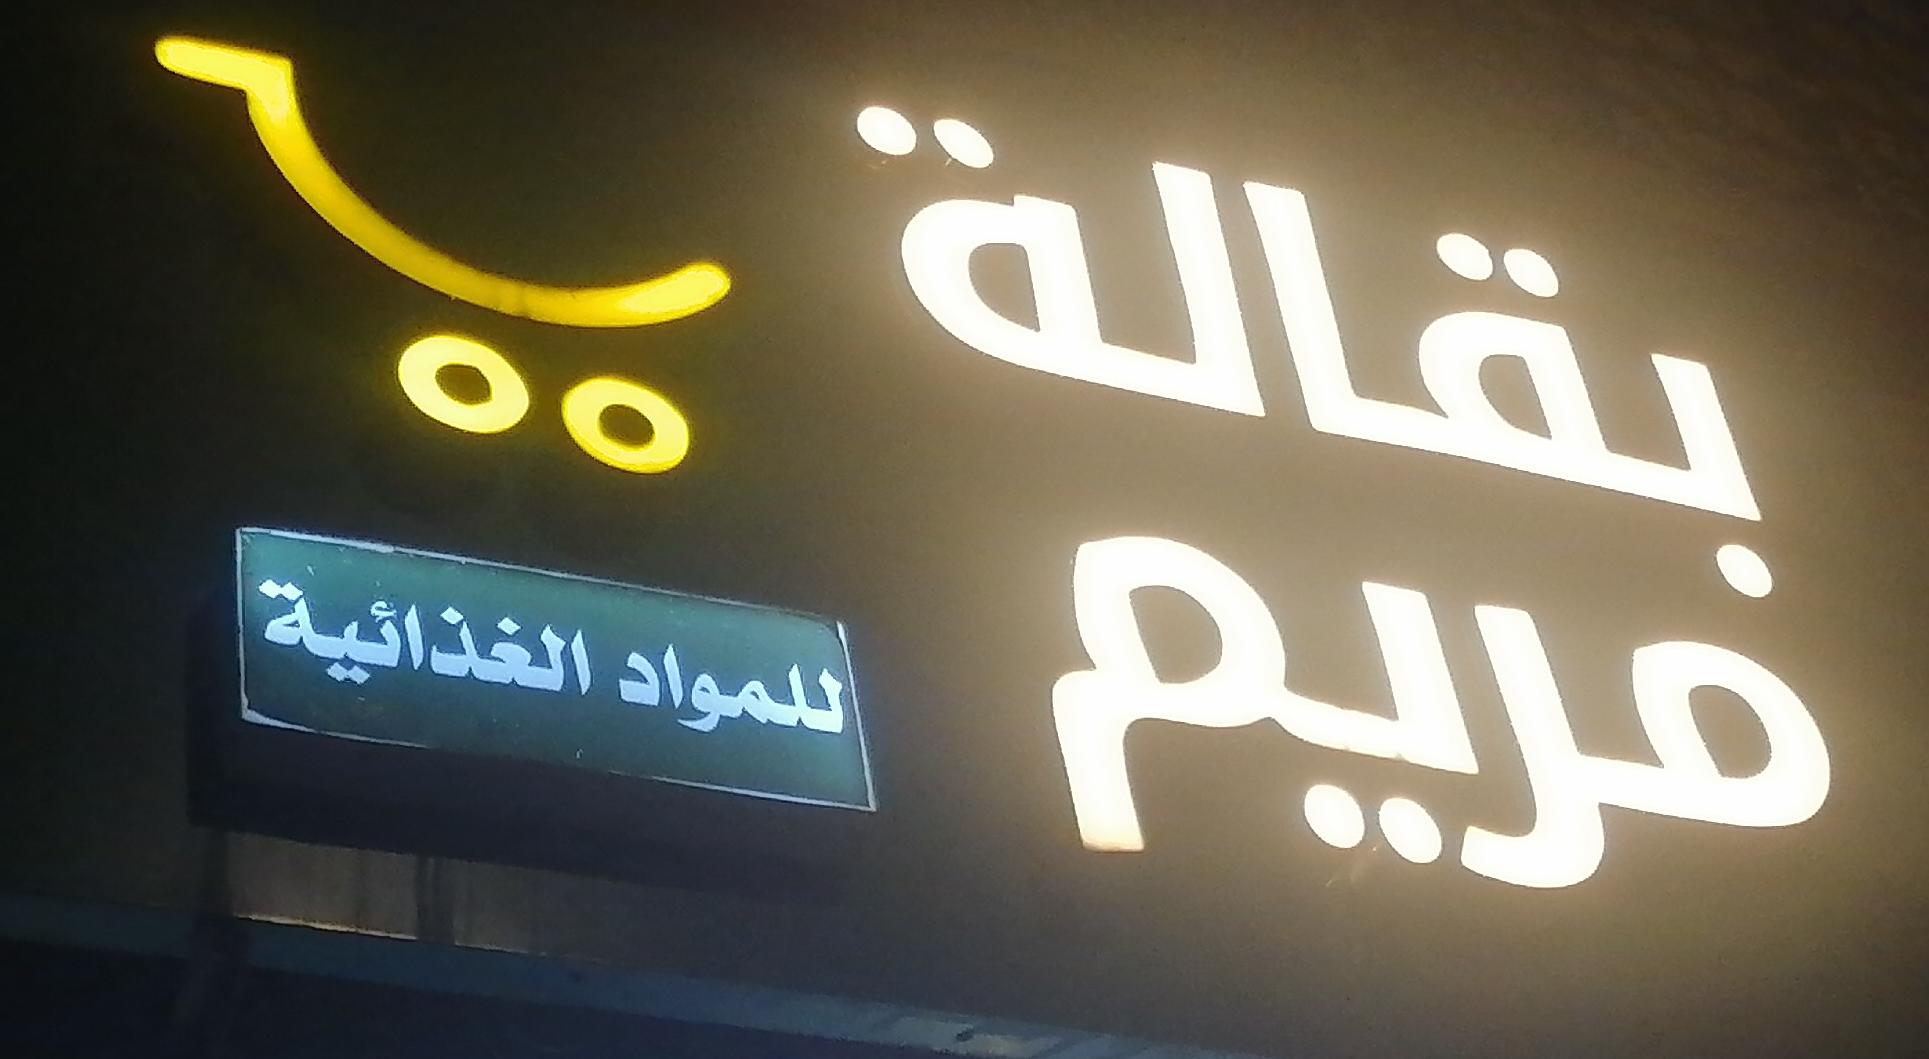 بقالة
مريم
للمواد الغذائية